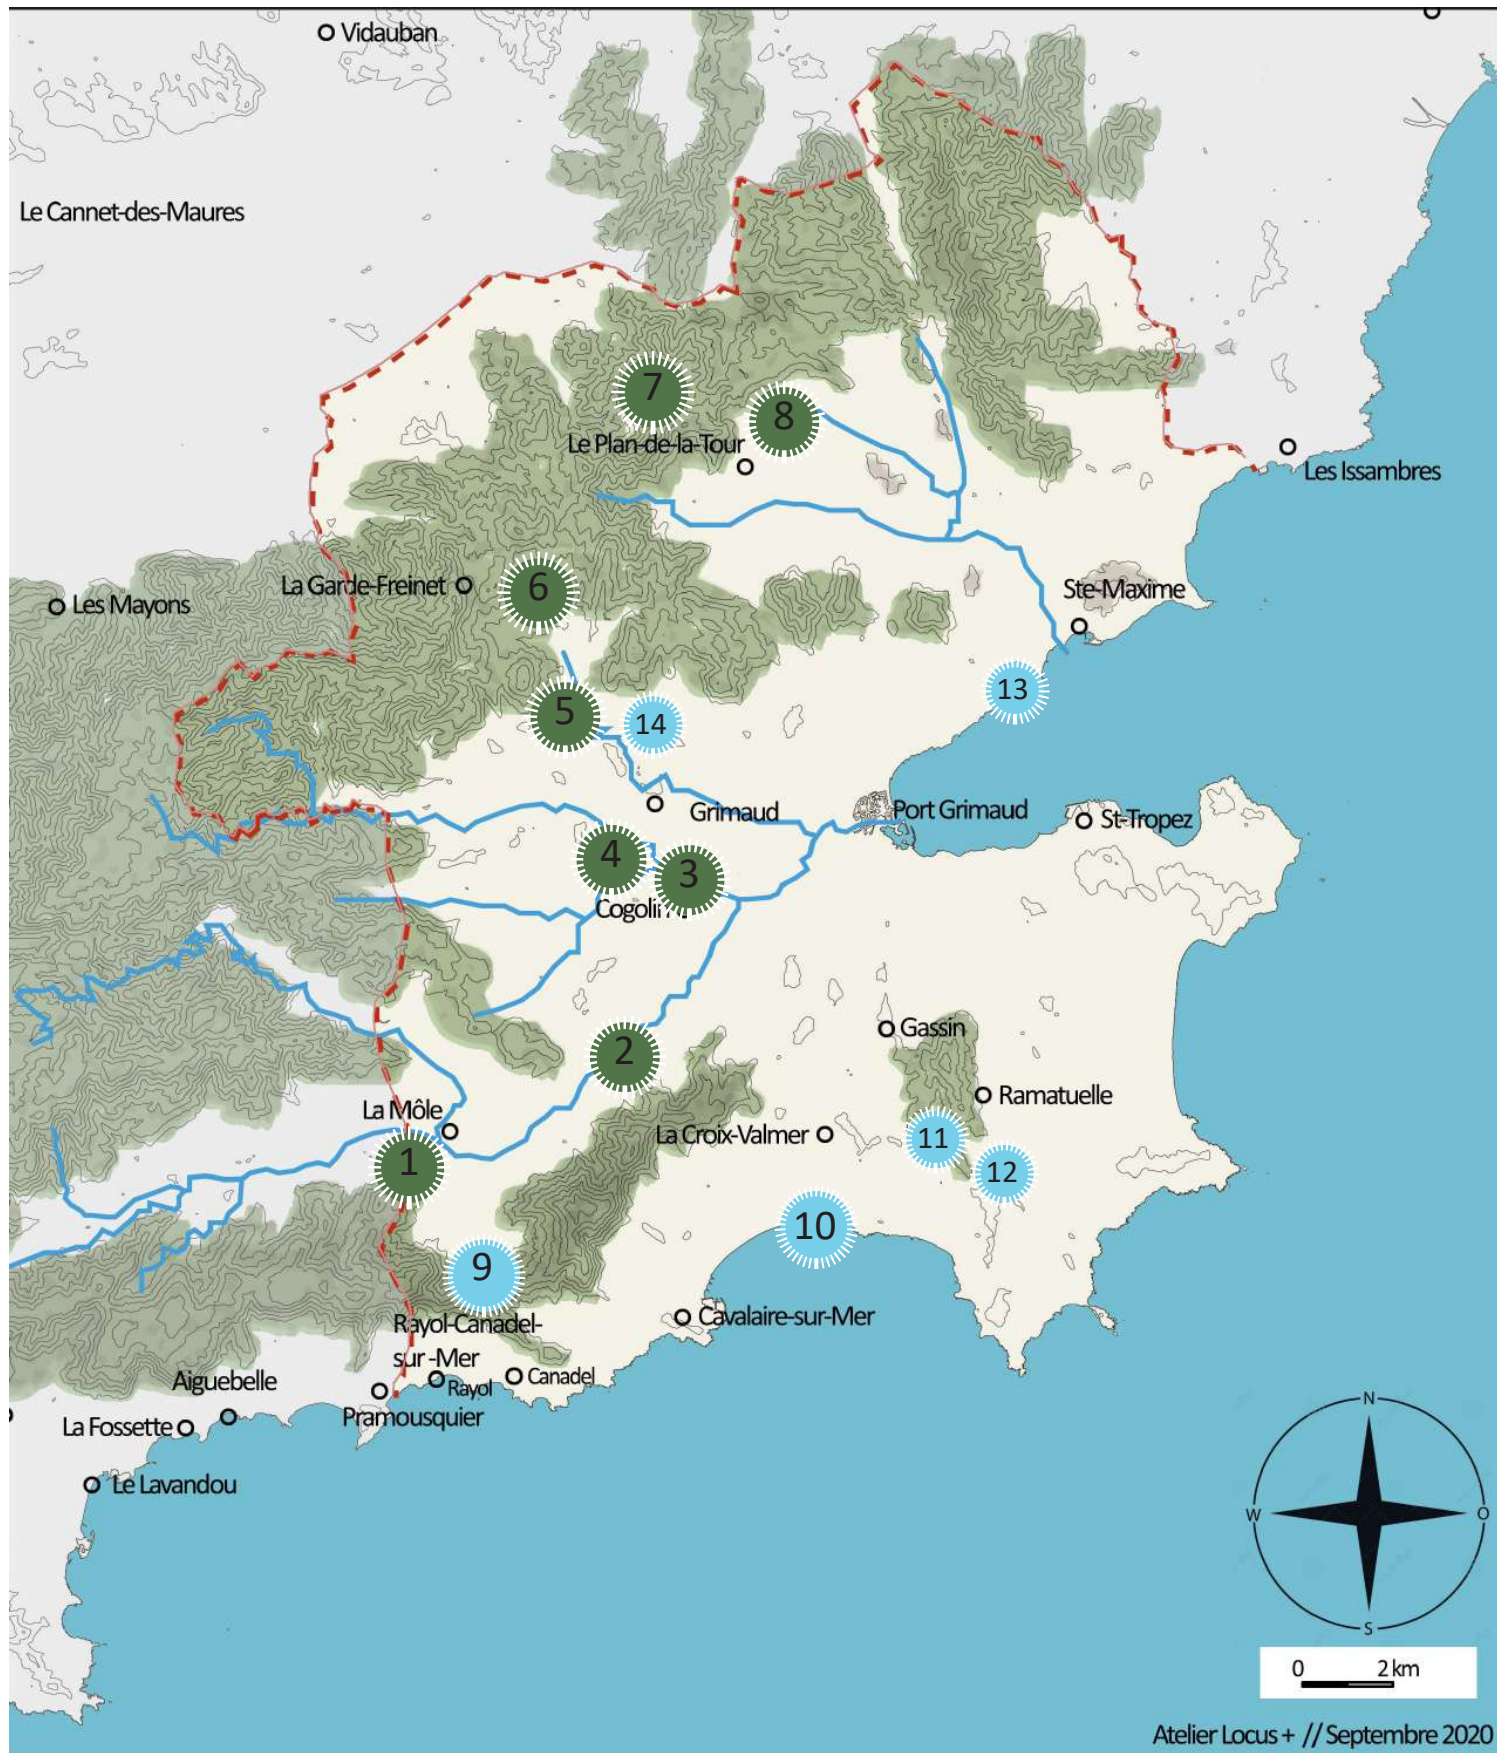 Vidauban
Le Cannet-des-Maures
7
8
Le Plan-de-la-Tour
Les Issambres
La Garde-Freinet
6
Les Mayons
Ste-Maxime
5
14
13
Grimaud
Port Grimaud
St-Tropez
4
3
2
Gassin
Ramatuelle
La Môle
La Croix-Valmer
11
1
12
10
9
Rayol-Canadel-
sur-Mer
Cavalaire-sur-Mer
Aiguebelle
Rayol
Canadel
Pramousquier
La Fossette
Le Lavandou
N
W
O
S
0 2 km
Atelier Locus + // Septembre 2020